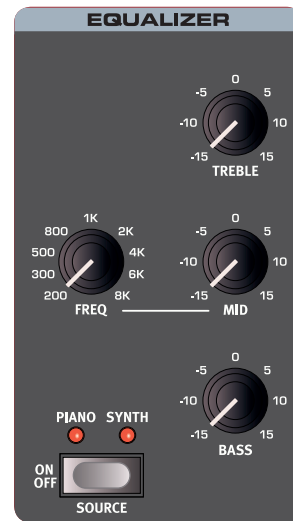 EQUALIZER
0
-5 5
-10 10
-15 15
TREBLE
1K
800 2K
500 4K
300 6K
200 8K
FREQ
0
-5 5
-10 10
-15 15
MID
0
-5 5
-10 10
-15 15
BASS
PIANO SYNTH
ON
OFF
SOURCE